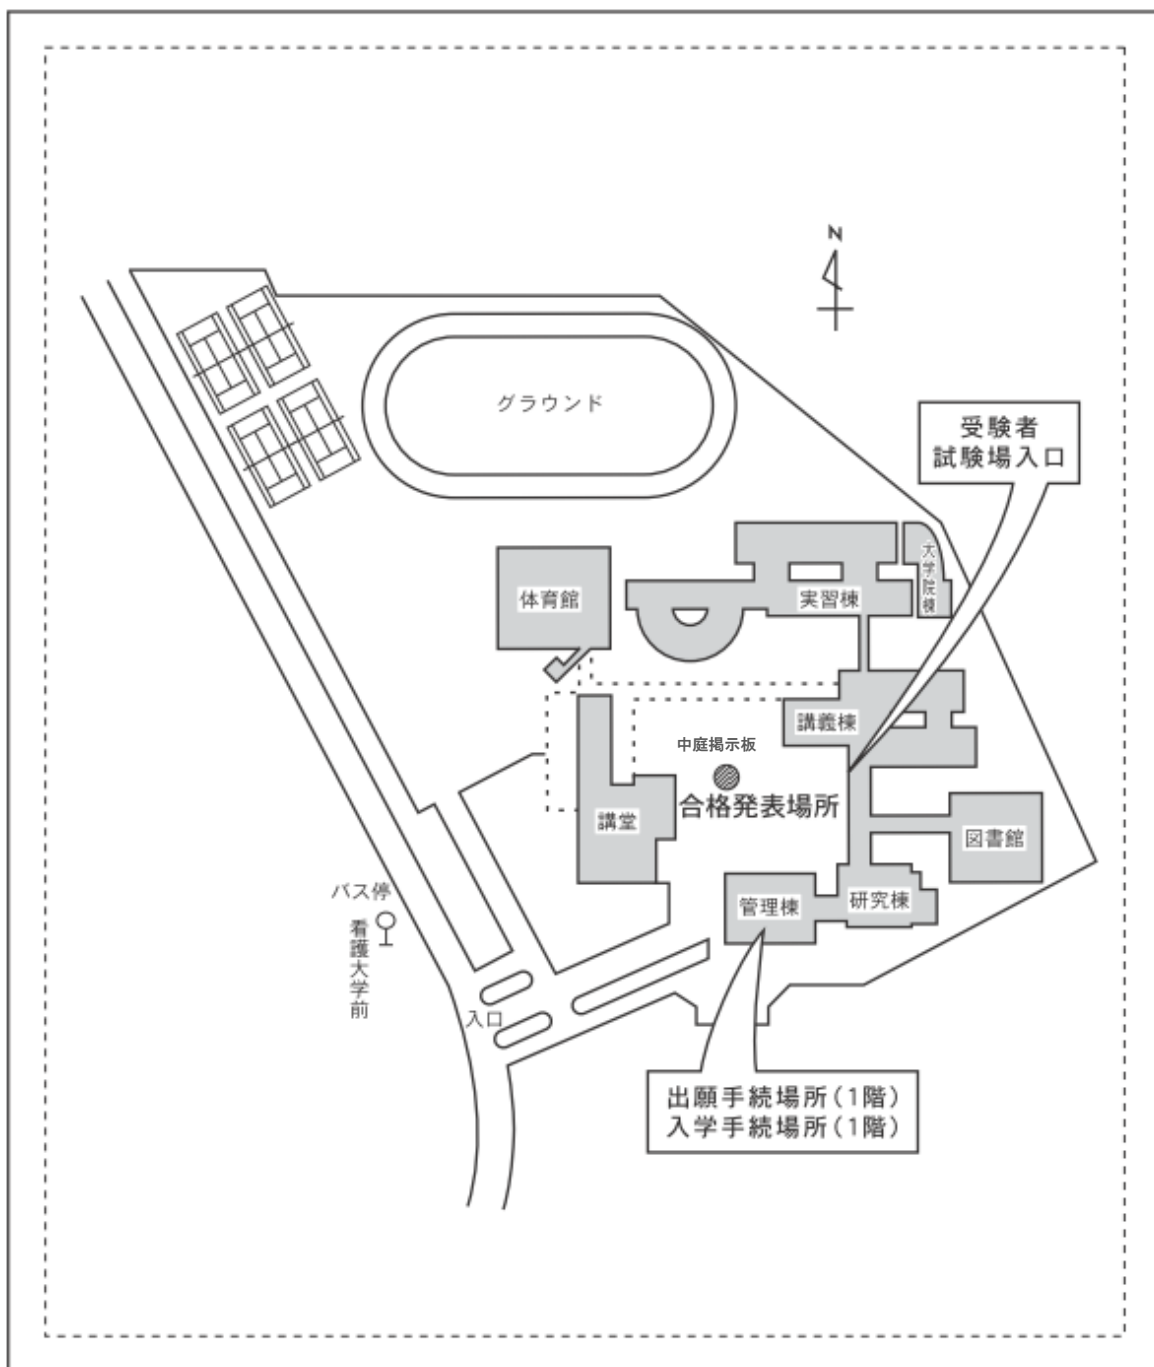 N
グラウンド
受験者
試験場入口
大学院棟
体育館
実習棟
講義棟
中庭掲示板
合格発表場所
講堂
図書館
バス停
看護大学前
管理棟
研究棟
入口
出願手続場所(1階)
入学手続場所(1階)